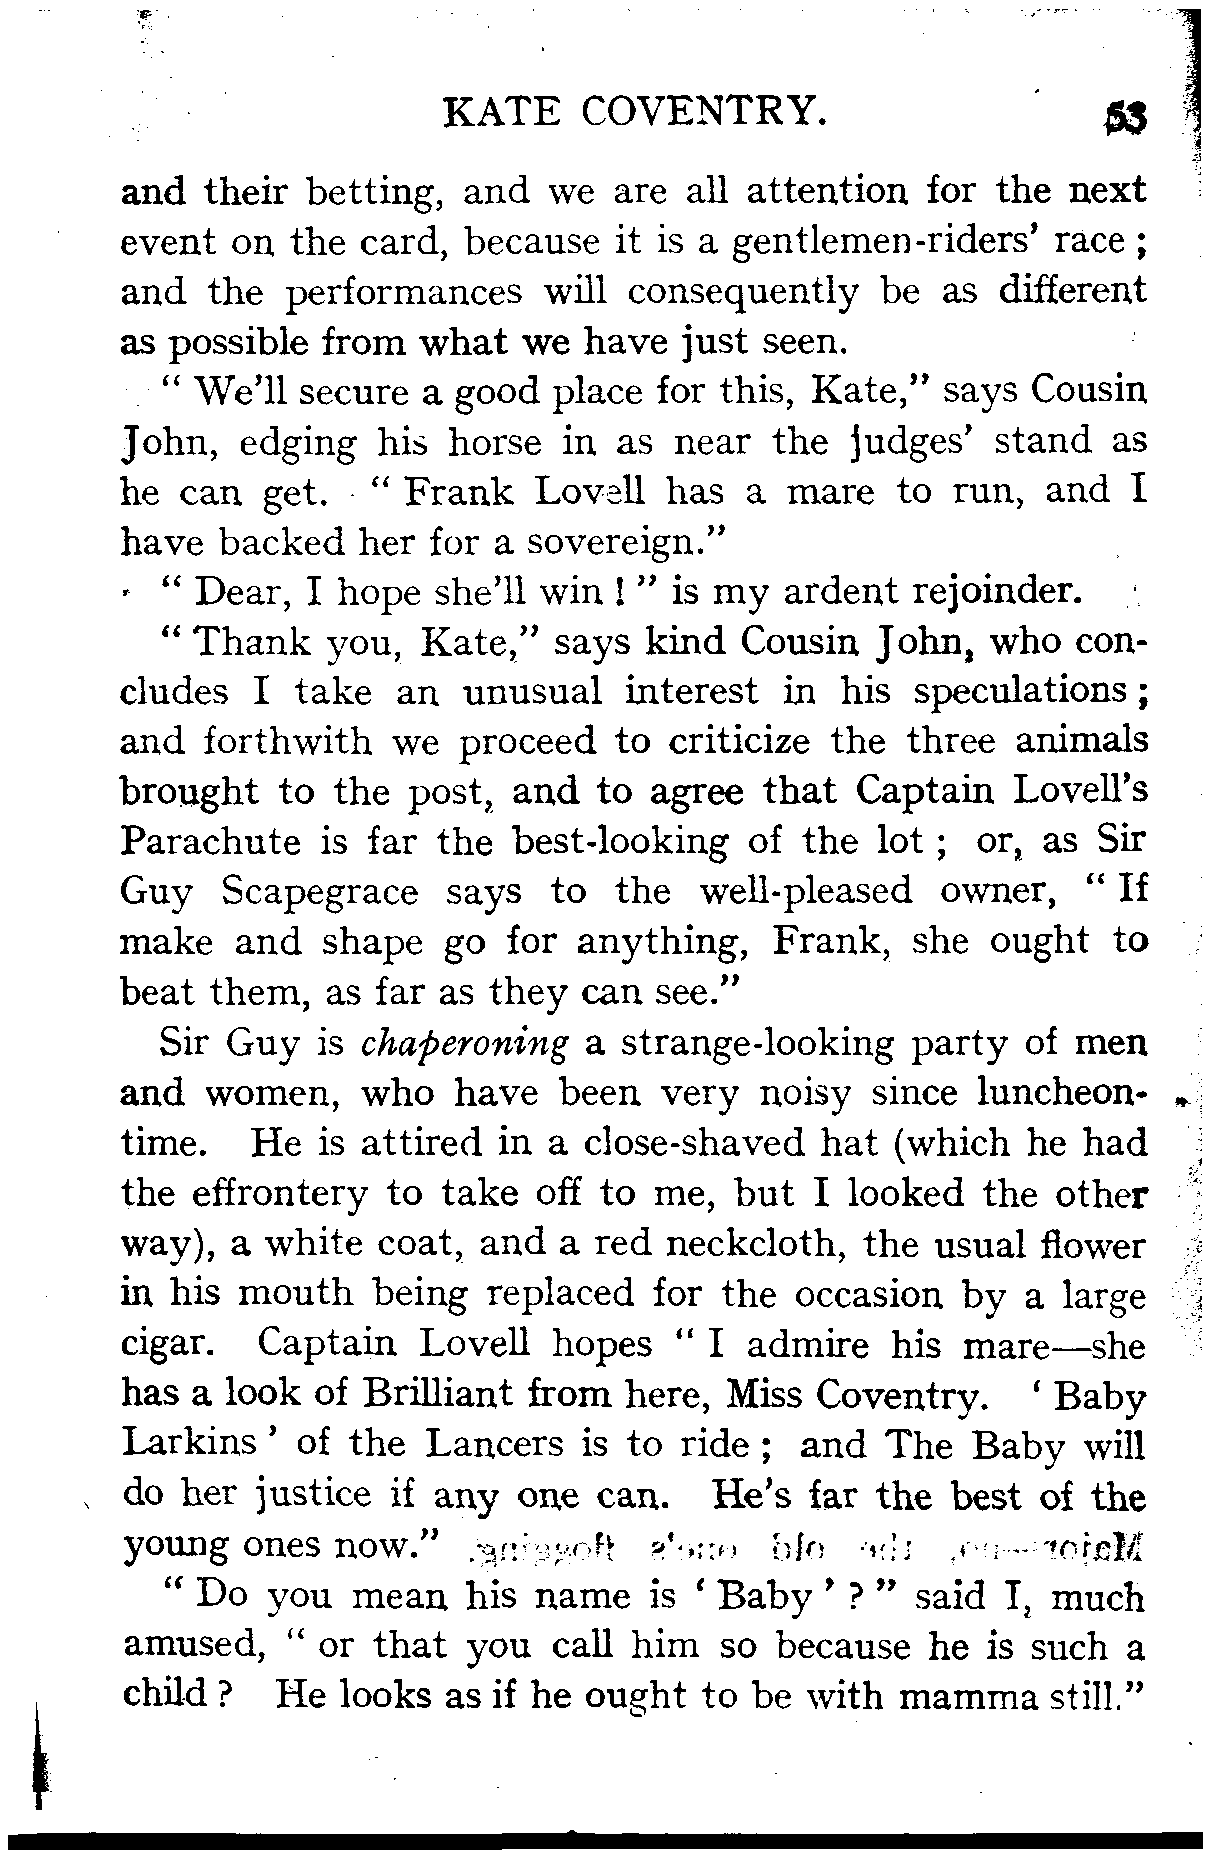 KATE COVENTRY. 53
and their betting, and we are all attention for the next
event on the card, because it is a gentlemen-riders' race ;
and the performances will consequently be as different
as possible from what we have just seen.
“ We'll secure a good place for this, Kate,” says Cousin
John, edging his horse in as near the judges' stand as
he can get. “ Frank Lovell has a mare to run, and I
have backed her for a sovereign.”
“ Dear, I hope she'll win ! ” is my ardent rejoinder.
“ Thank you, Kate,” says kind Cousin John, who con-
cludes I take an unusual interest in his speculations ;
and forthwith we proceed to criticize the three animals
brought to the post, and to agree that Captain Lovell's
Parachute is far the best-looking of the lot ; or, as Sir
Guy Scapegrace says to the well-pleased owner, “ If
make and shape go for anything, Frank, she ought to
beat them, as far as they can see.”
Sir Guy is chaperoning a strange-looking party of men
and women, who have been very noisy since luncheon-
time. He is attired in a close-shaved hat (which he had
the effrontery to take off to me, but I looked the other
way), a white coat, and a red neckcloth, the usual flower
in his mouth being replaced for the occasion by a large
cigar. Captain Lovell hopes “ I admire his mare—she
has a look of Brilliant from here, Miss Coventry. ‘ Baby
Larkins ’ of the Lancers is to ride ; and The Baby will
do her justice if any one can. He's far the best of the
young ones now.”
“ Do you mean his name is ‘ Baby ’ ? ” said I, much
amused, “ or that you call him so because he is such a
child ? He looks as if he ought to be with mamma still.”